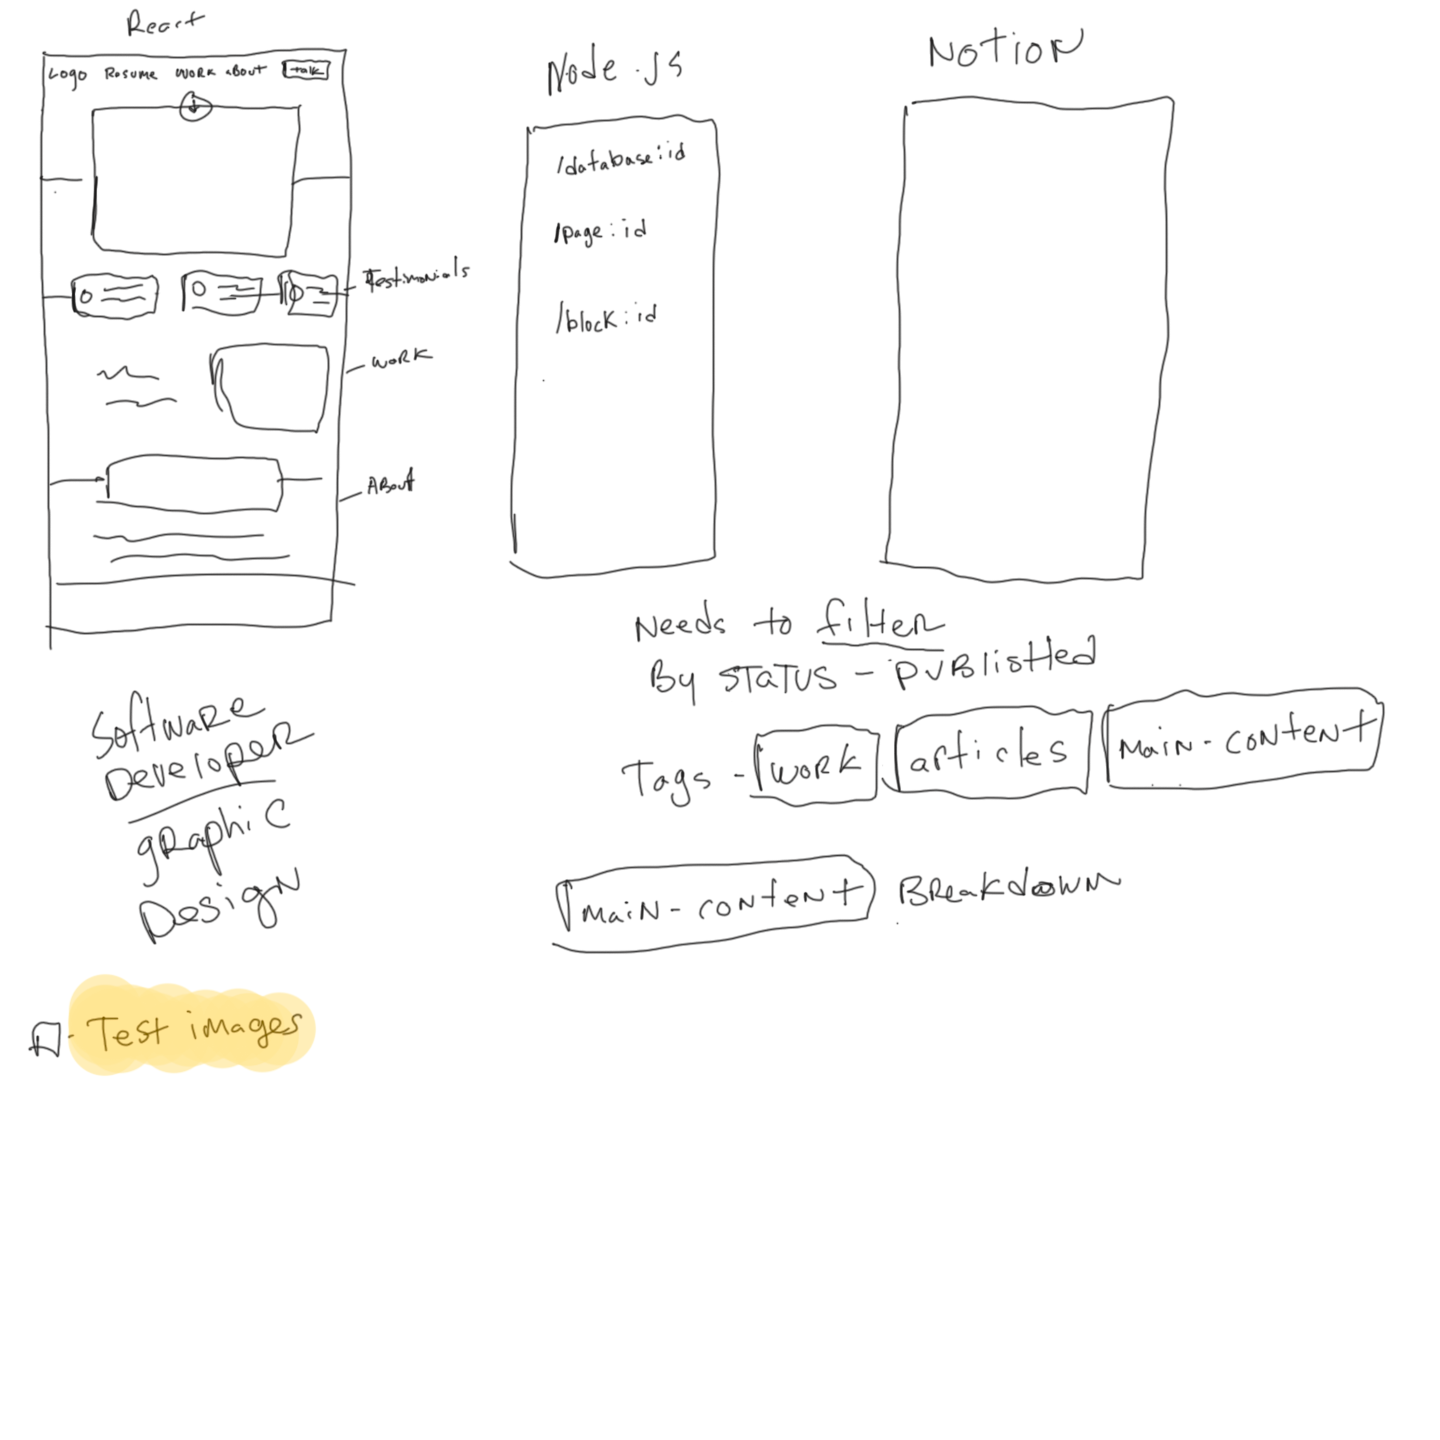 React
Logo Resume Work about talk
Testimonials
Work
About
Node.js
/database:id
/page:id
/block:id
Notion
Needs to filter
By Status - Published
Tags - work articles main-content
main-content Breakdown
Software
Developer
graphic
Design
Test images